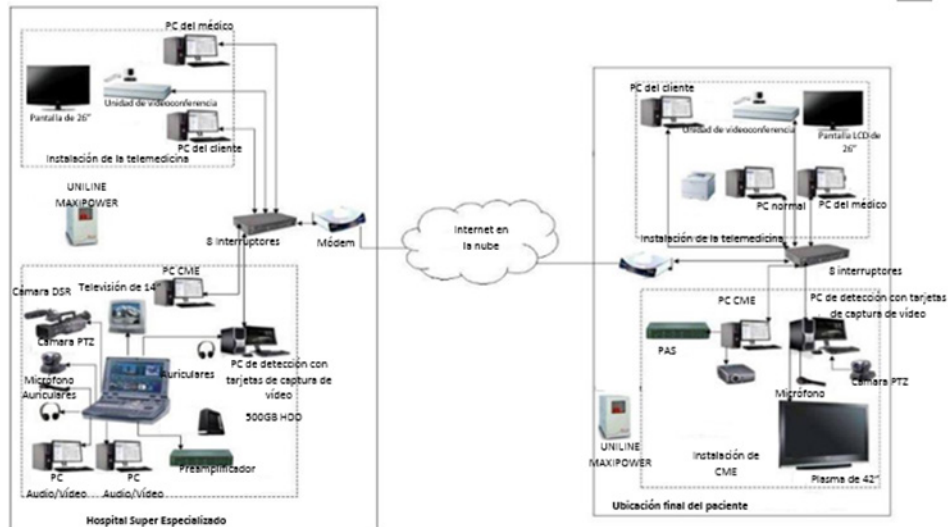 PC del médico
Unidad de videoconferencia
Pantalla de 26"
PC del cliente
Instalación de la telemedicina
UNILINE
MAXIPOWER
8 interruptores
Módem
PC CME
Cámara DSR
Televisión de 14"
Cámara PTZ
Auriculares
PC de detección con
tarjetas de captura de
vídeo
Micrófono
Auriculares
500GB HDD
Preamplificador
PC
Audio/Vídeo
PC
Audio/Vídeo
Hospital Super Especializado
Internet en
la nube
PC del cliente
Unidad de videoconferencia
Pantalla LCD de
26"
PC normal
PC del médico
Instalación de la telemedicina
8 interruptores
PC CME
PC de detección con tarjetas
de captura de vídeo
PAS
Cámara PTZ
Micrófono
UNILINE
MAXIPOWER
Instalación de
CME
Plasma de 42"
Ubicación final del paciente